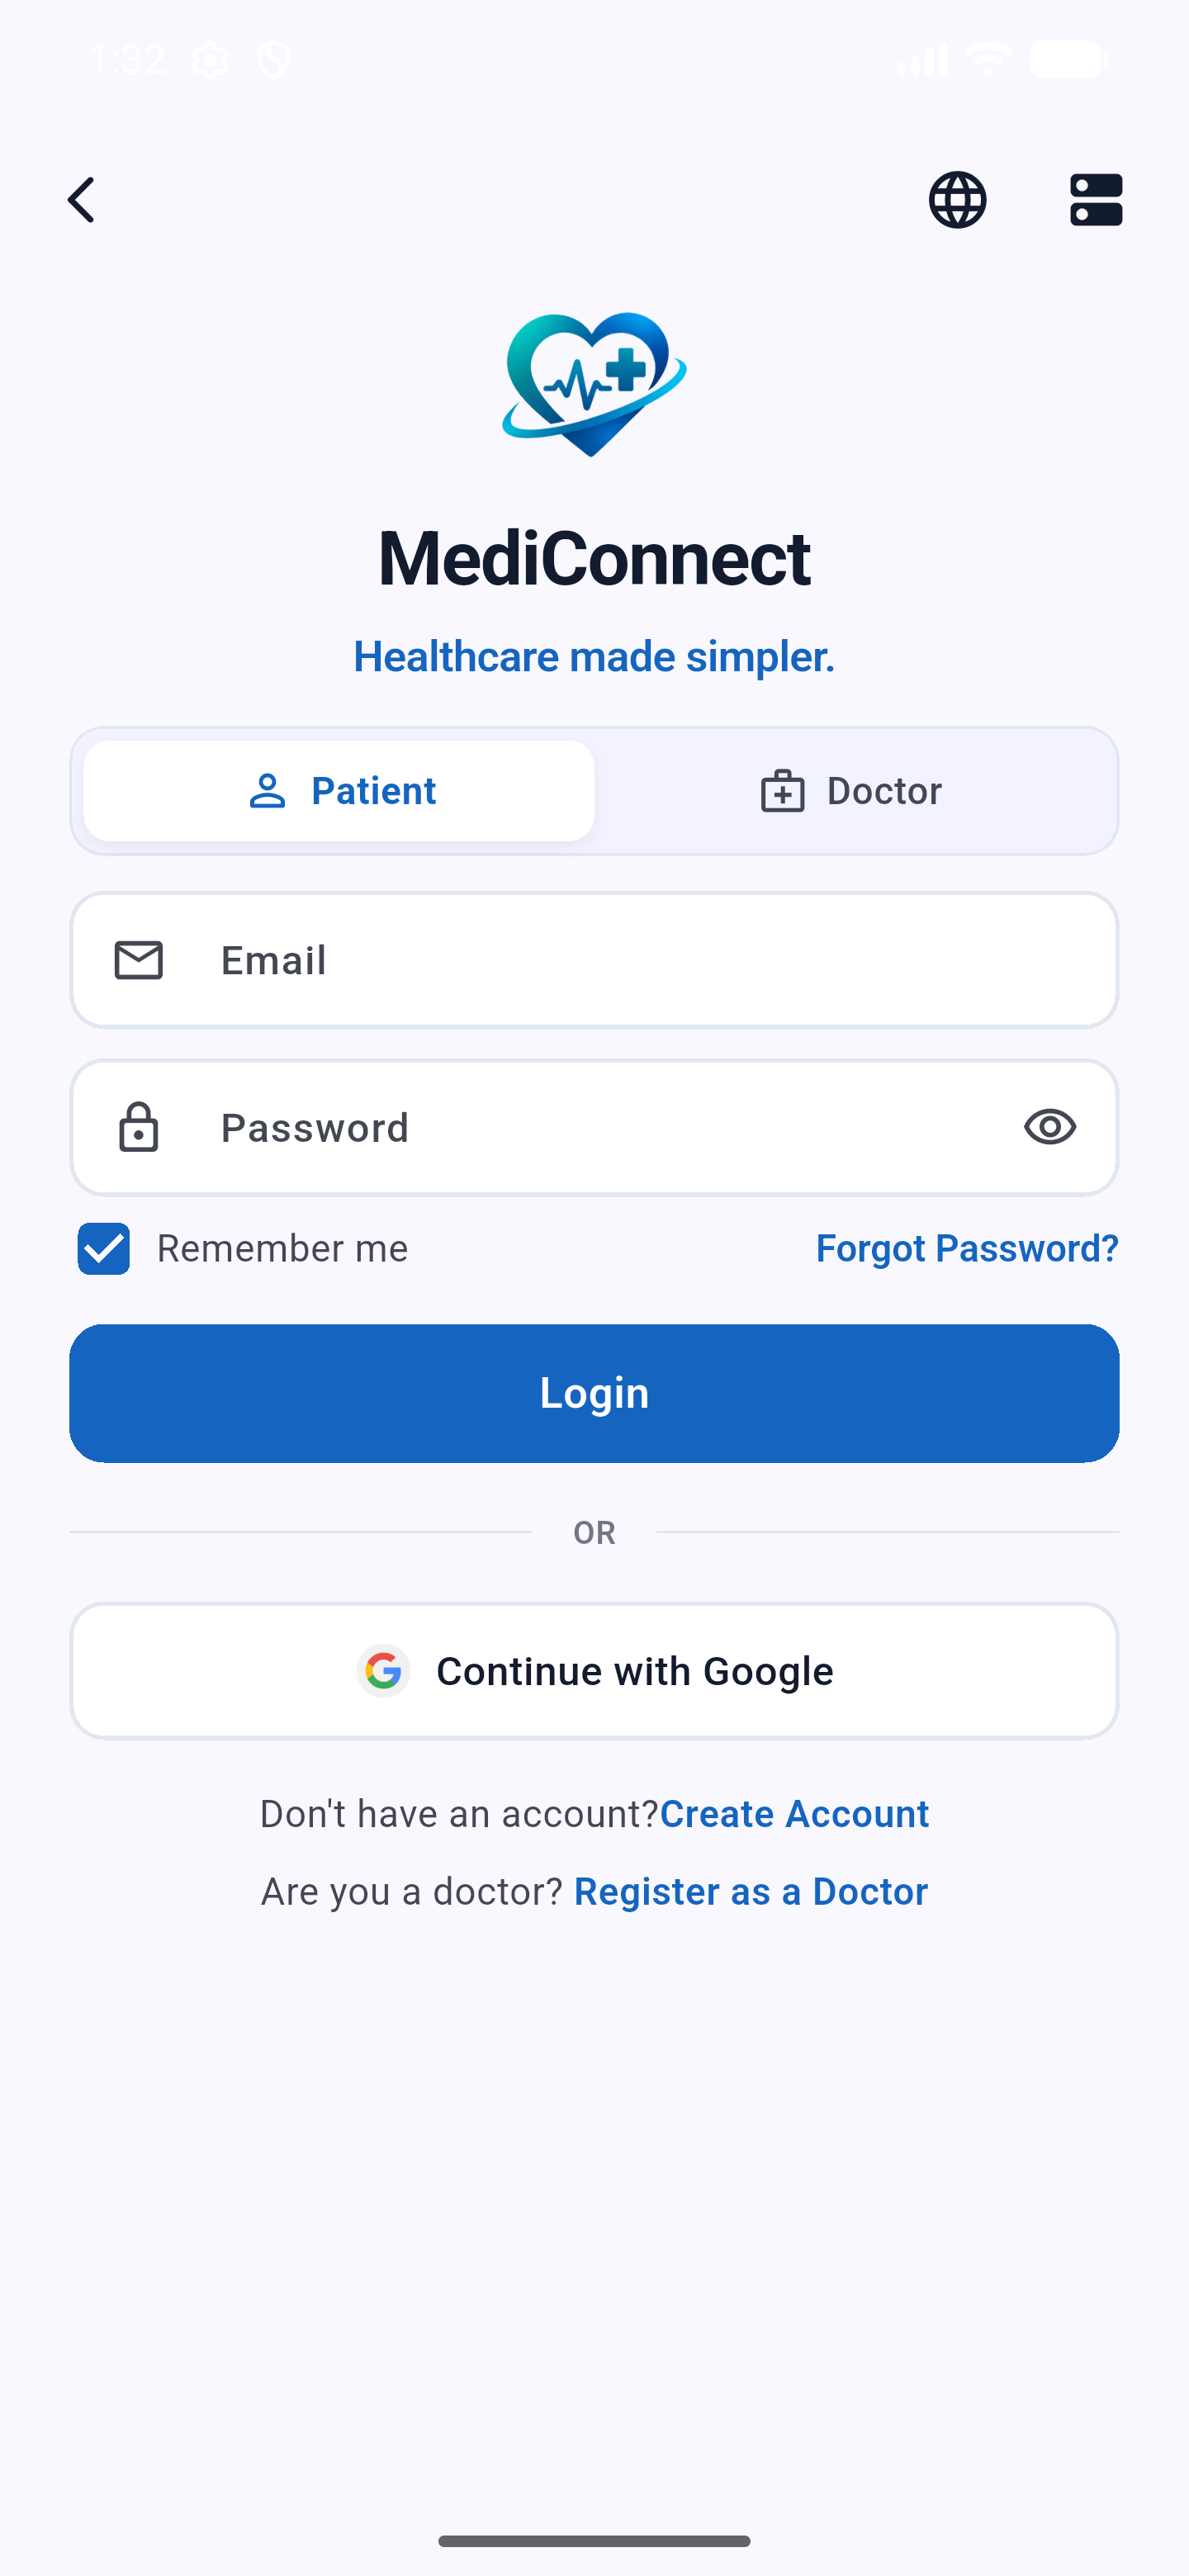 1:32
MediConnect
Healthcare made simpler.
Patient
Doctor
Email
Password
Remember me
Forgot Password?
Login
OR
Continue with Google
Don't have an account?Create Account
Are you a doctor? Register as a Doctor